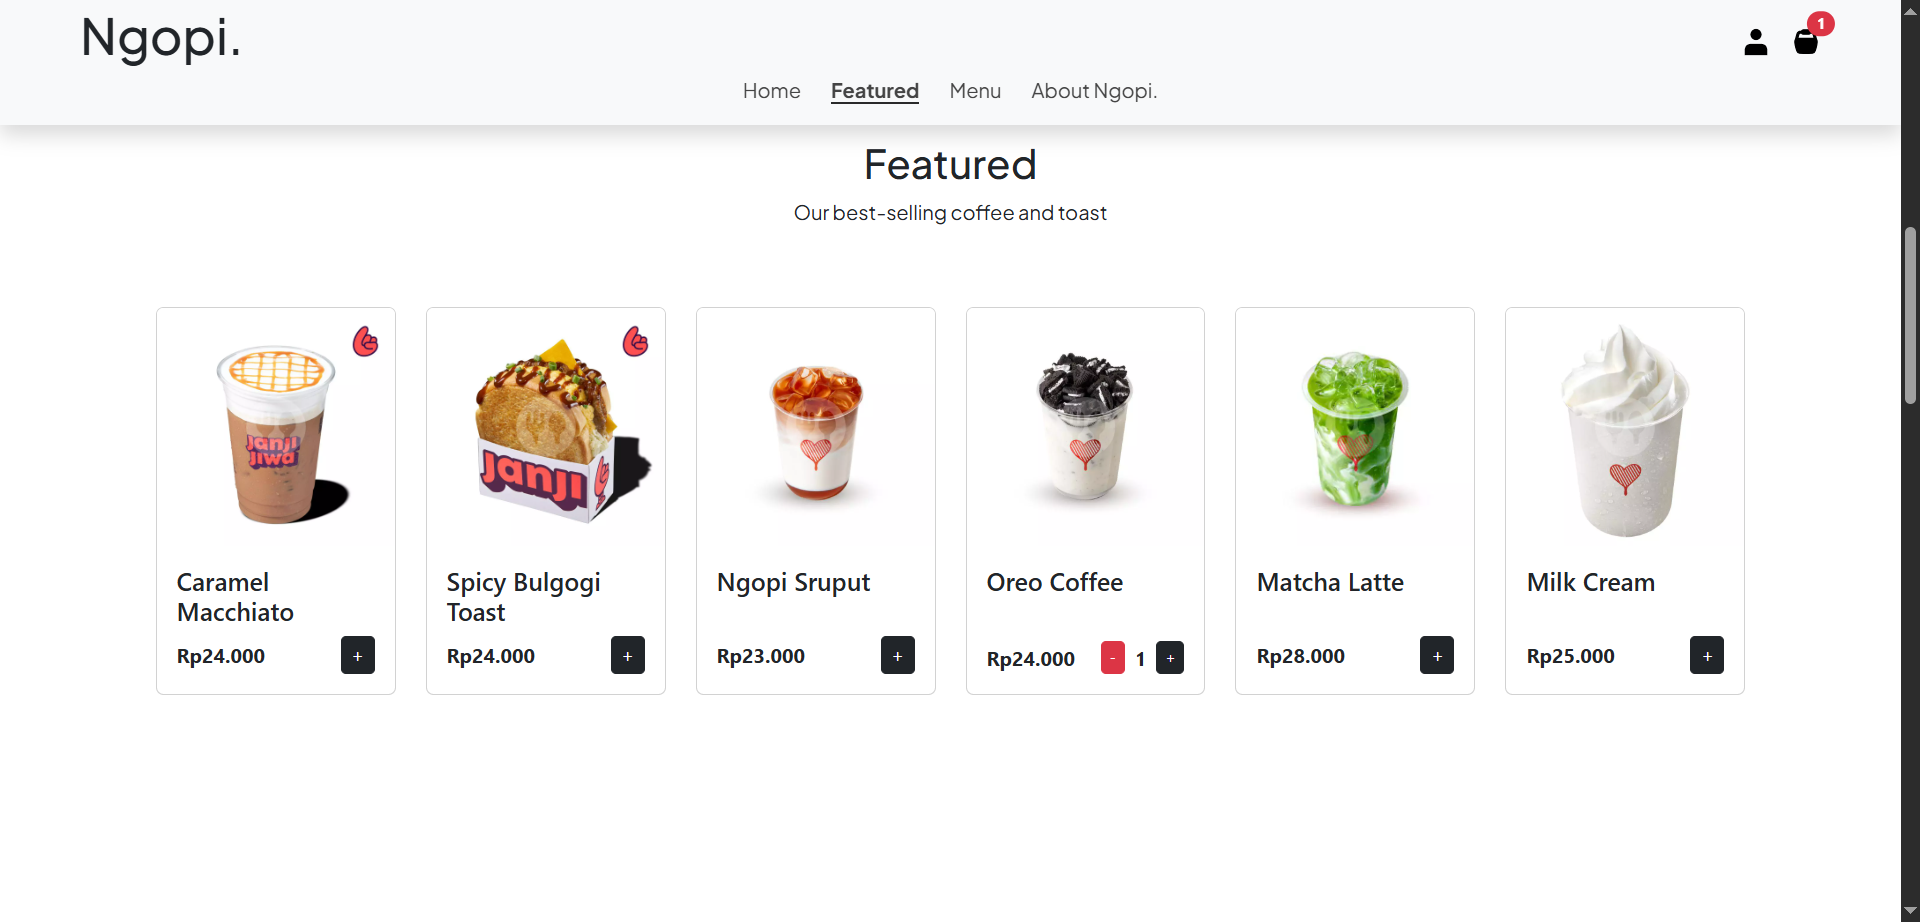 Ngopi.
1
Home Featured Menu About Ngopi.
Featured
Our best-selling coffee and toast
Janji
Jiwa
Caramel
Macchiato
Rp24.000 +
Janji
Spicy Bulgogi
Toast
Rp24.000 +
Ngopi Sruput
Rp23.000 +
Oreo Coffee
Rp24.000 - 1 +
Matcha Latte
Rp28.000 +
Milk Cream
Rp25.000 +